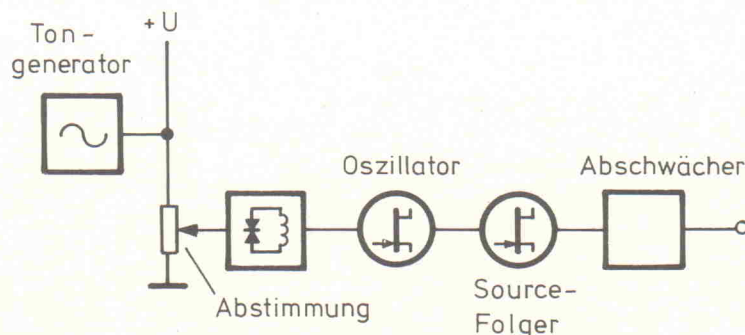 Ton-
generator
+U
Oszillator
Abschwächer
Abstimmung
Source-
Folger